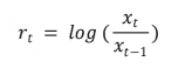 r_t = log (x_t / x_{t-1})